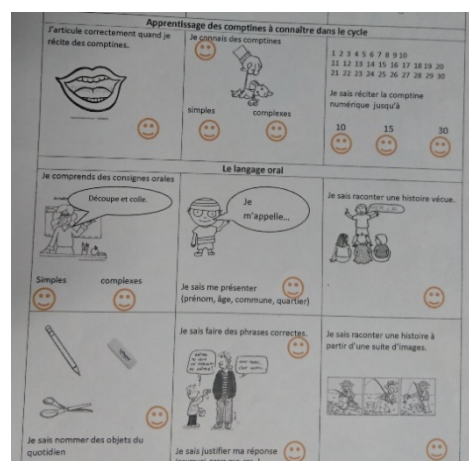 Apprentissage des comptines à connaître dans le cycle
J'articule correctement quand je
récite des comptines.
Je connais des comptines
simples
complexes
1 2 3 4 5 6 7 8 9 10
11 12 13 14 15 16 17 18 19 20
21 22 23 24 25 26 27 28 29 30
Je sais réciter la comptine
numérique jusqu'à
10 15 30
Le langage oral
Je comprends des consignes orales
Découpe et colle.
Simples complexes
Je
m'appelle...
Je sais me présenter
(prénom, âge, commune, quartier)
Je sais raconter une histoire vécue.
Je sais nommer des objets du
quotidien
Je sais faire des phrases correctes.
Je sais justifier ma réponse
Je sais raconter une histoire à
partir d'une suite d'images.